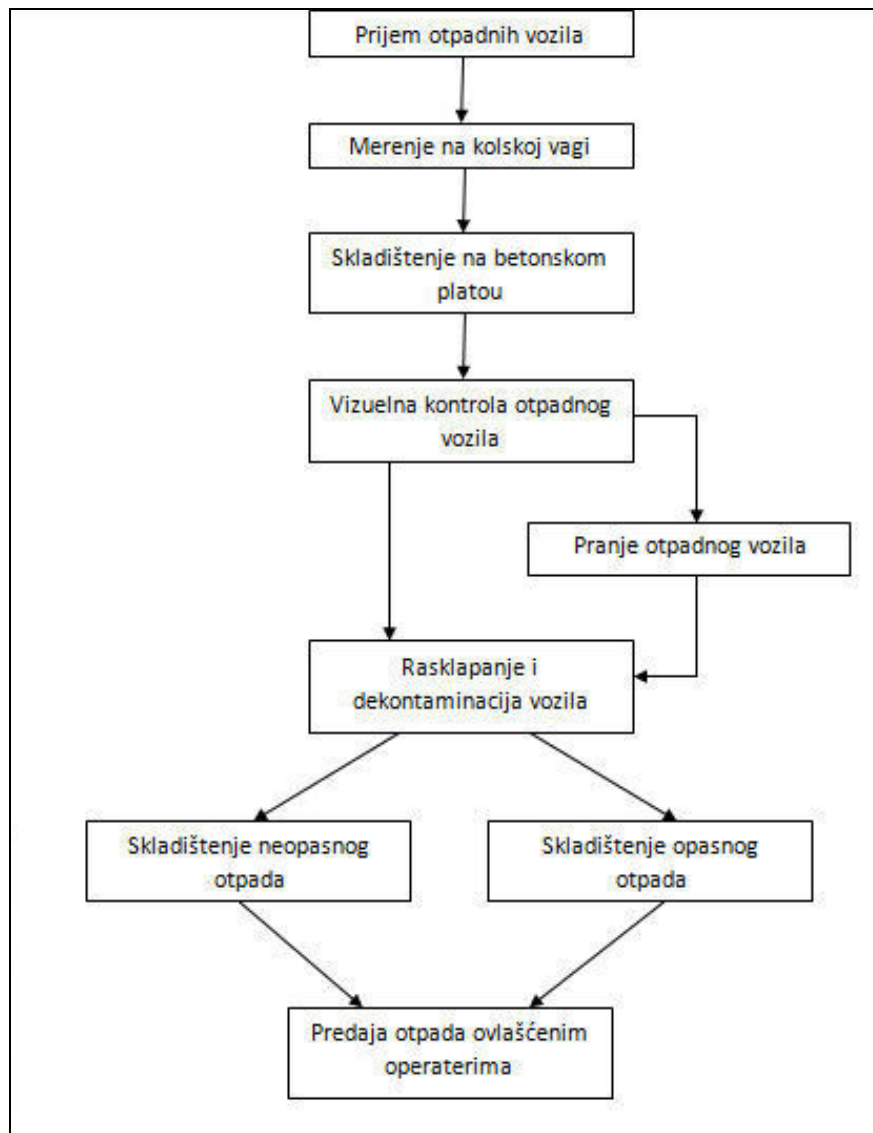 Prijem otpadnih vozila
Merenje na kolskoj vagi
Skladištenje na betonskom
platou
Vizuelna kontrola otpadnog
vozila
Pranje otpadnog vozila
Rasklapanje i
dekontaminacija vozila
Skladištenje neopasnog
otpada
Skladištenje opasnog
otpada
Predaja otpada ovlašćenim
operaterima